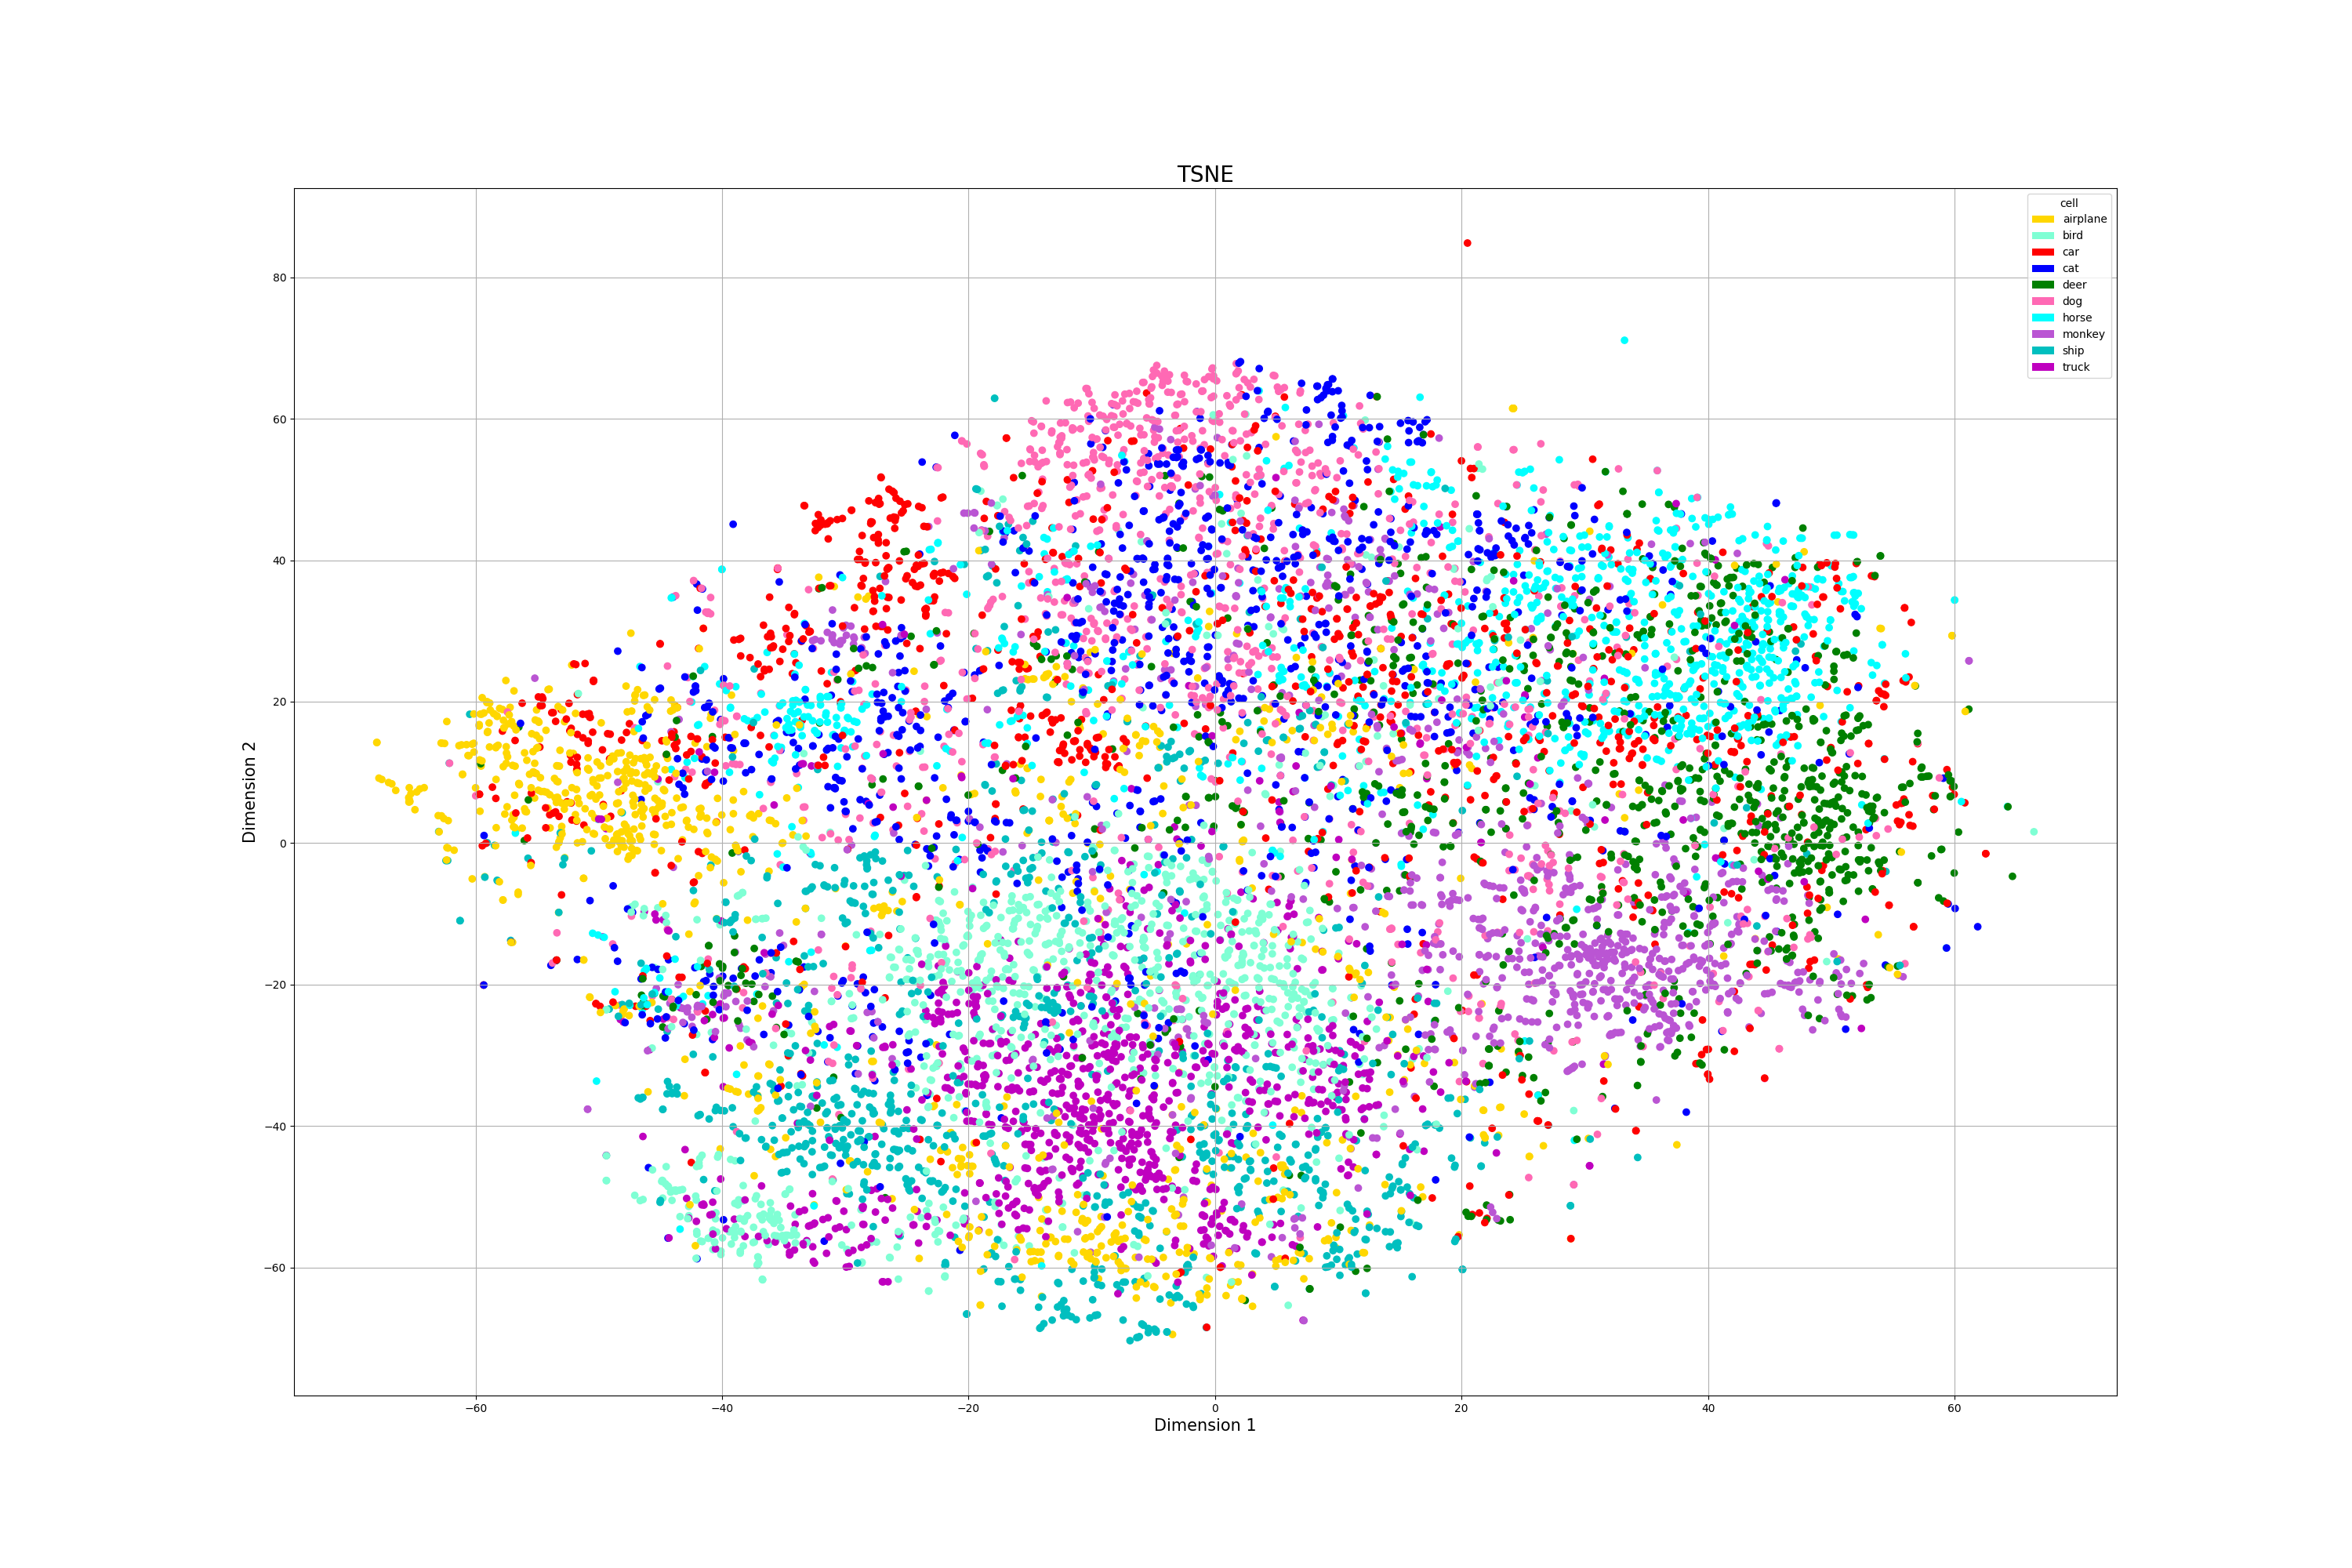 TSNE
cell
airplane
bird
car
cat
deer
dog
horse
monkey
ship
truck
80
60
40
20
0
−20
−40
−60
Dimension 2
−60 −40 −20 0 20 40 60
Dimension 1